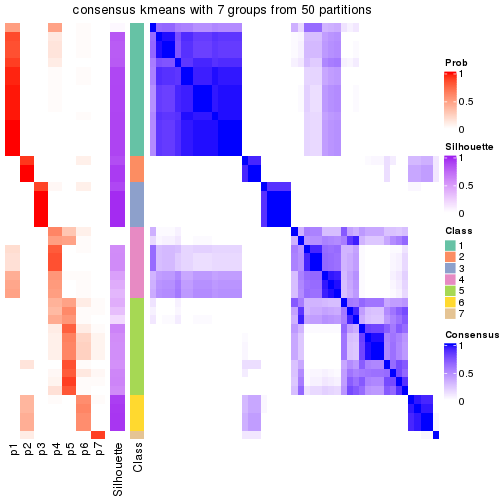 consensus kmeans with 7 groups from 50 partitions
Prob
1
0.5
0
Silhouette
1
0.5
0
Class
1
2
3
4
5
6
7
Consensus
1
0.5
0
p1
p2
p3
p4
p5
p6
p7
Silhouette
Class